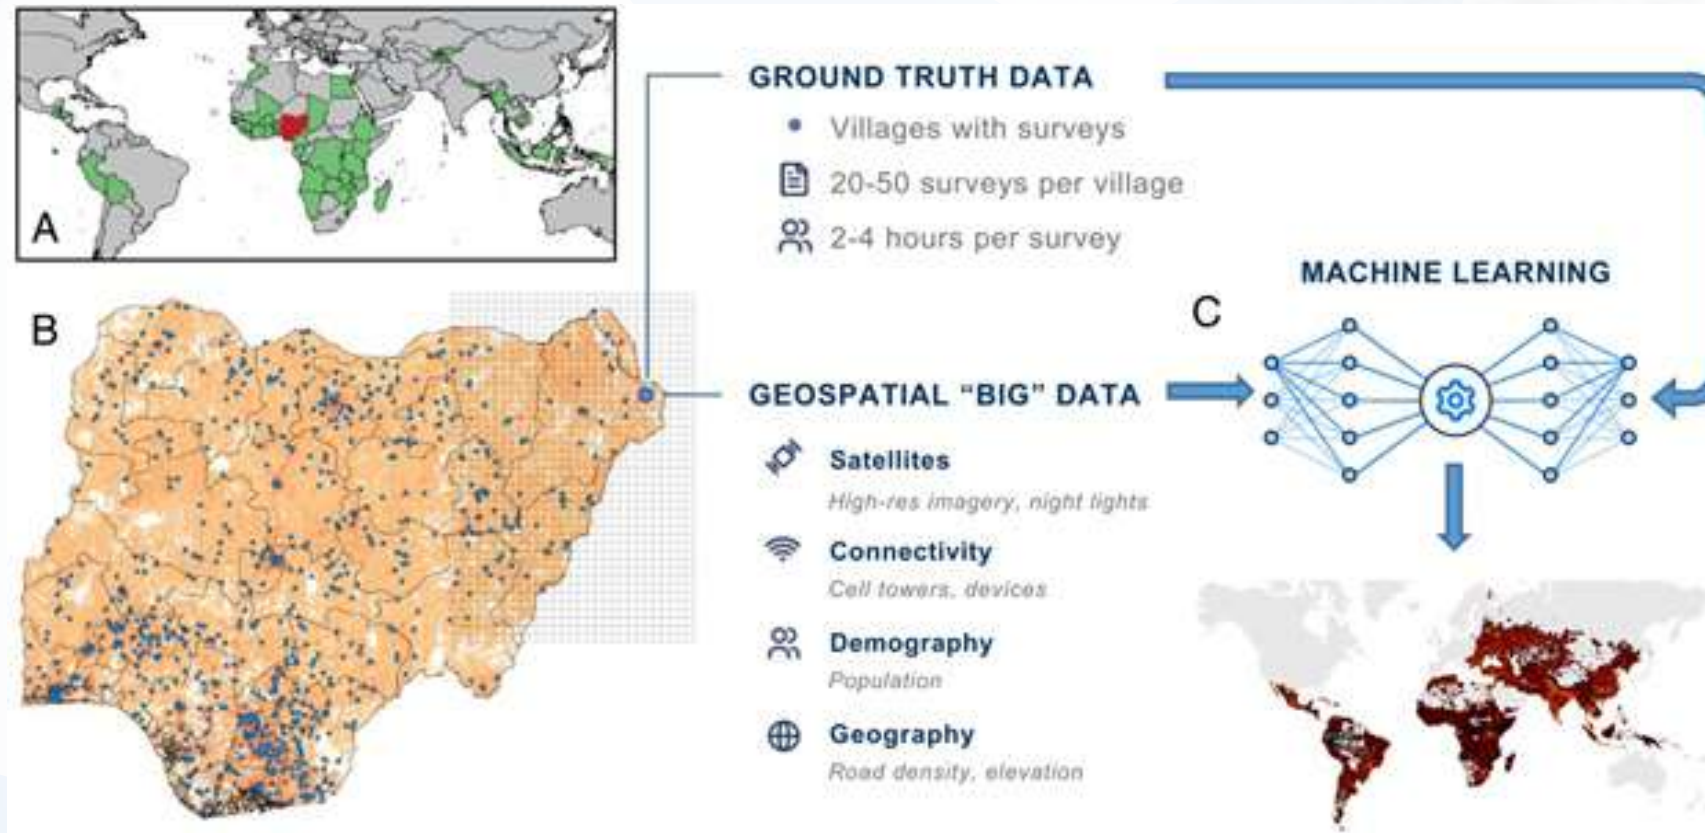 A
GROUND TRUTH DATA
Villages with surveys
20-50 surveys per village
2-4 hours per survey
B
GEOSPATIAL “BIG” DATA
Satellites
High-res imagery, night lights
Connectivity
Cell towers, devices
Demography
Population
Geography
Road density, elevation
MACHINE LEARNING
C